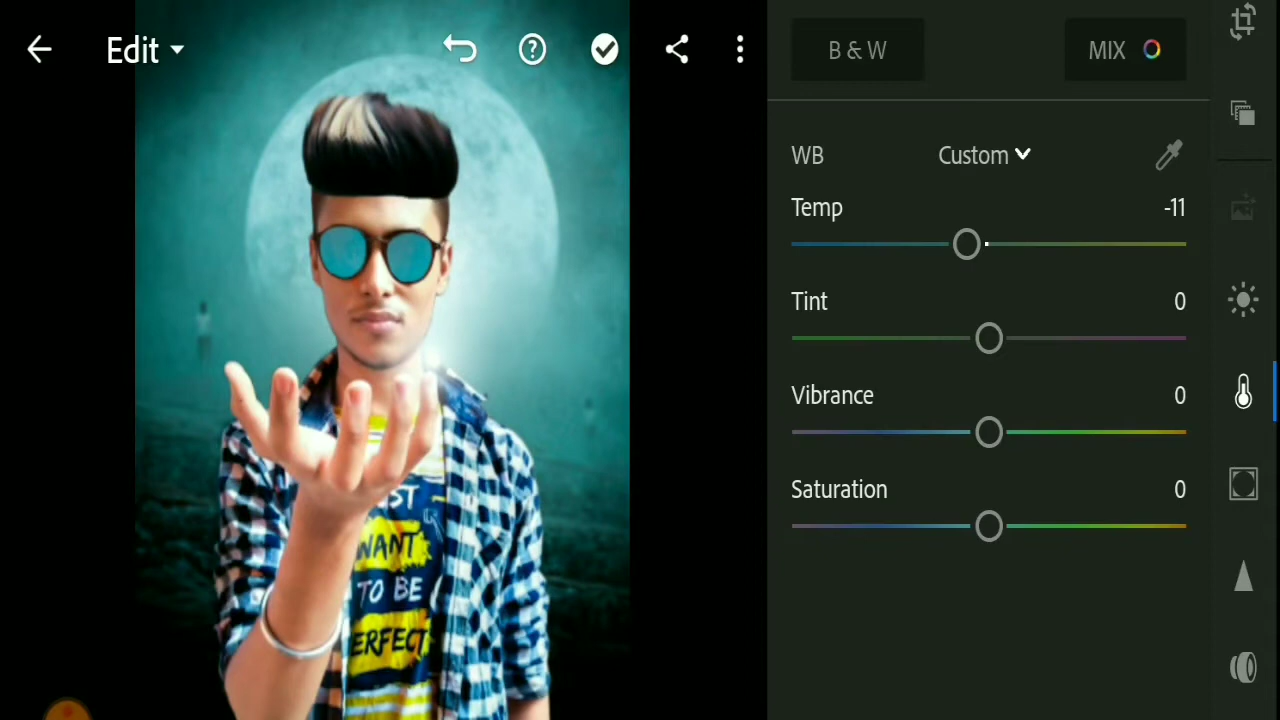 Edit
B & W
MIX
WB
Custom
Temp
-11
Tint
0
Vibrance
0
Saturation
0
WANT
TO BE
ERFECT